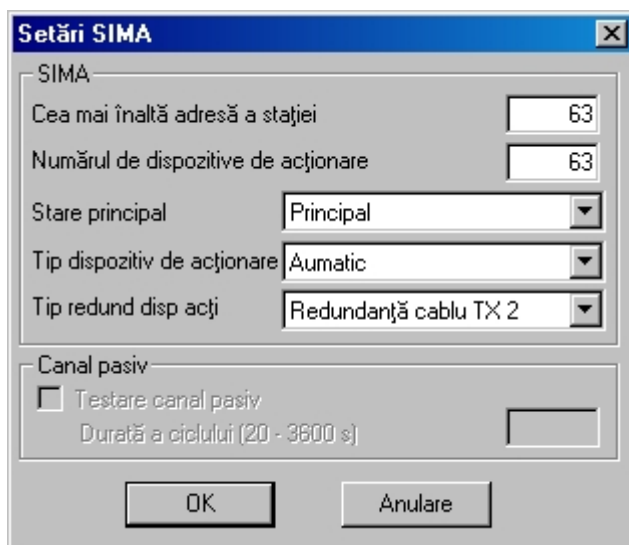 Setări SIMA
SIMA
Cea mai înaltă adresă a staţiei 63
Numărul de dispozitive de acţionare 63
Stare principal Principal
Tip dispozitiv de acţionare Aumatic
Tip redund disp acţi Redundanţă cablu TX 2
Canal pasiv
Testare canal pasiv
Durată a ciclului (20 - 3600 s)
OK Anulare